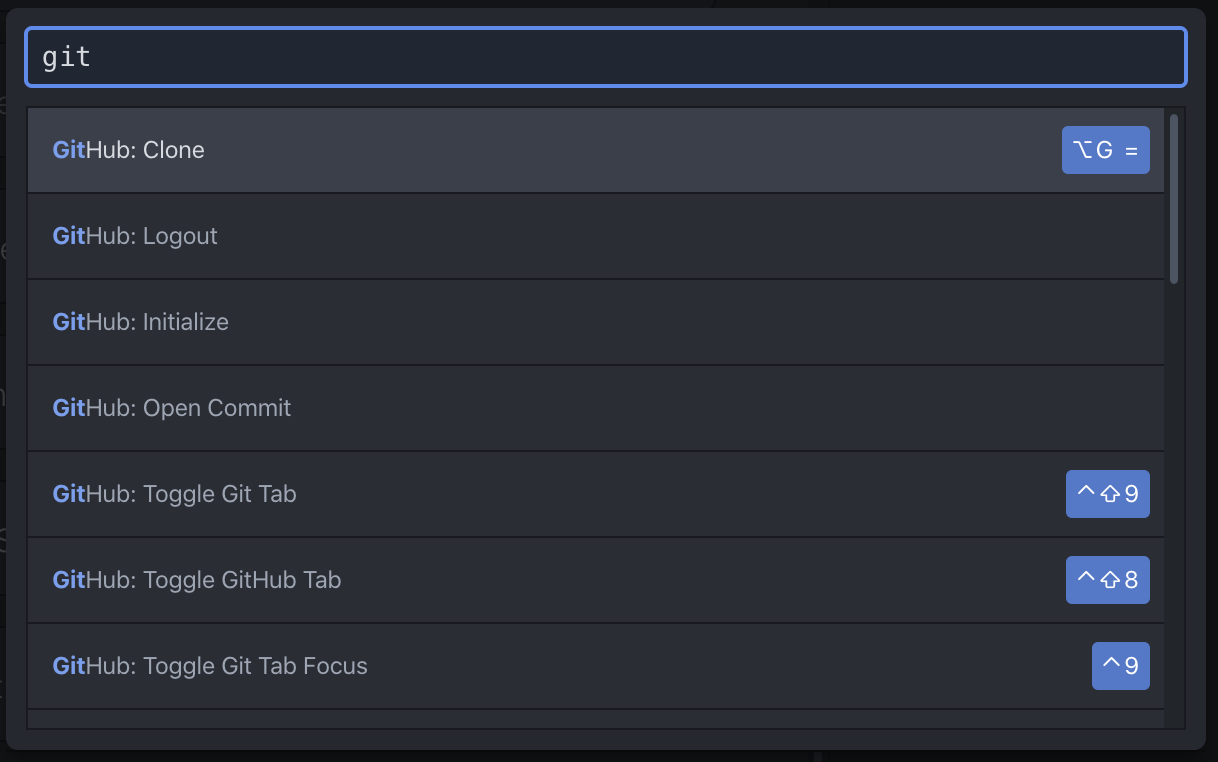 git
GitHub: Clone ⌥G =
GitHub: Logout
GitHub: Initialize
GitHub: Open Commit
GitHub: Toggle Git Tab ⌃⇧9
GitHub: Toggle GitHub Tab ⌃⇧8
GitHub: Toggle Git Tab Focus ⌃9